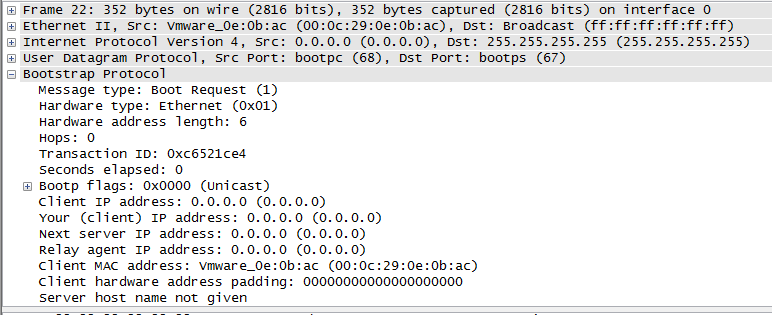 Frame 22: 352 bytes on wire (2816 bits), 352 bytes captured (2816 bits) on interface 0
Ethernet II, Src: Vmware_0e:0b:ac (00:0c:29:0e:0b:ac), Dst: Broadcast (ff:ff:ff:ff:ff:ff)
Internet Protocol Version 4, Src: 0.0.0.0 (0.0.0.0), Dst: 255.255.255.255 (255.255.255.255)
User Datagram Protocol, Src Port: bootpc (68), Dst Port: bootps (67)
Bootstrap Protocol
Message type: Boot Request (1)
Hardware type: Ethernet (0x01)
Hardware address length: 6
Hops: 0
Transaction ID: 0xc6521ce4
Seconds elapsed: 0
Bootp flags: 0x0000 (Unicast)
Client IP address: 0.0.0.0 (0.0.0.0)
Your (client) IP address: 0.0.0.0 (0.0.0.0)
Next server IP address: 0.0.0.0 (0.0.0.0)
Relay agent IP address: 0.0.0.0 (0.0.0.0)
Client MAC address: Vmware_0e:0b:ac (00:0c:29:0e:0b:ac)
Client hardware address padding: 00000000000000000000
Server host name not given